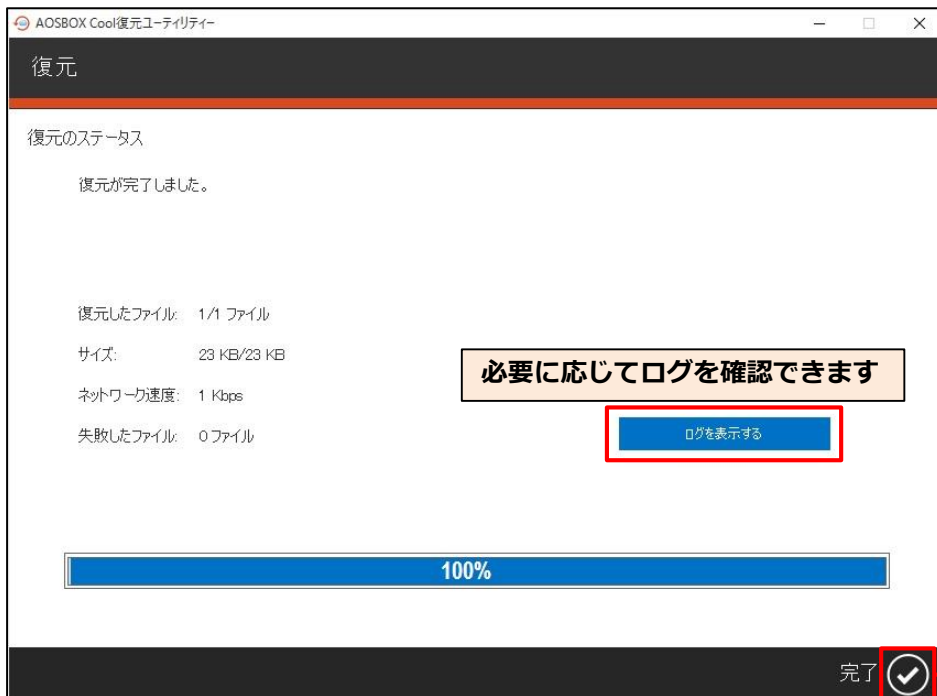 AOSBOX Cool復元ユーティリティー
復元
復元のステータス
復元が完了しました。
復元したファイル: 1/1 ファイル
サイズ: 23 KB/23 KB
必要に応じてログを確認できます
ネットワーク速度: 1 Kbps
失敗したファイル: 0 ファイル
ログを表示する
100%
完了